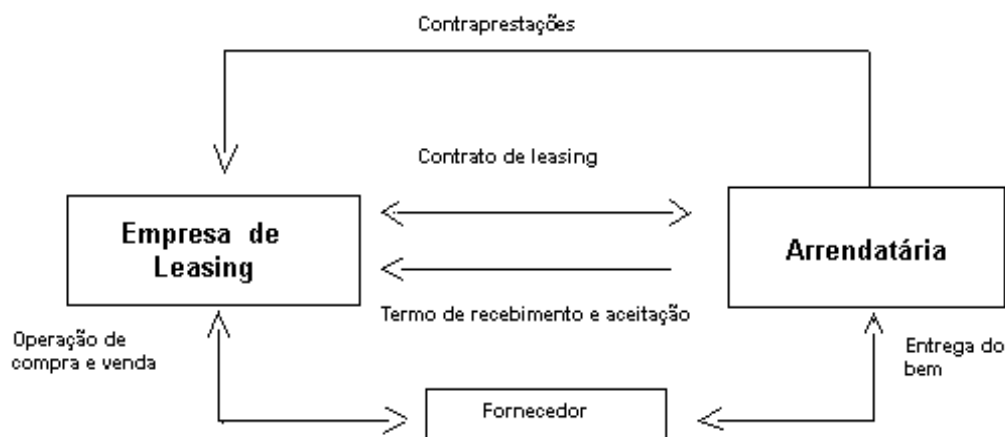 Contraprestações
Contrato de leasing
Empresa de
Leasing
Arrendatária
Termo de recebimento e aceitação
Operação de
compra e venda
Entrega do
bem
Fornecedor